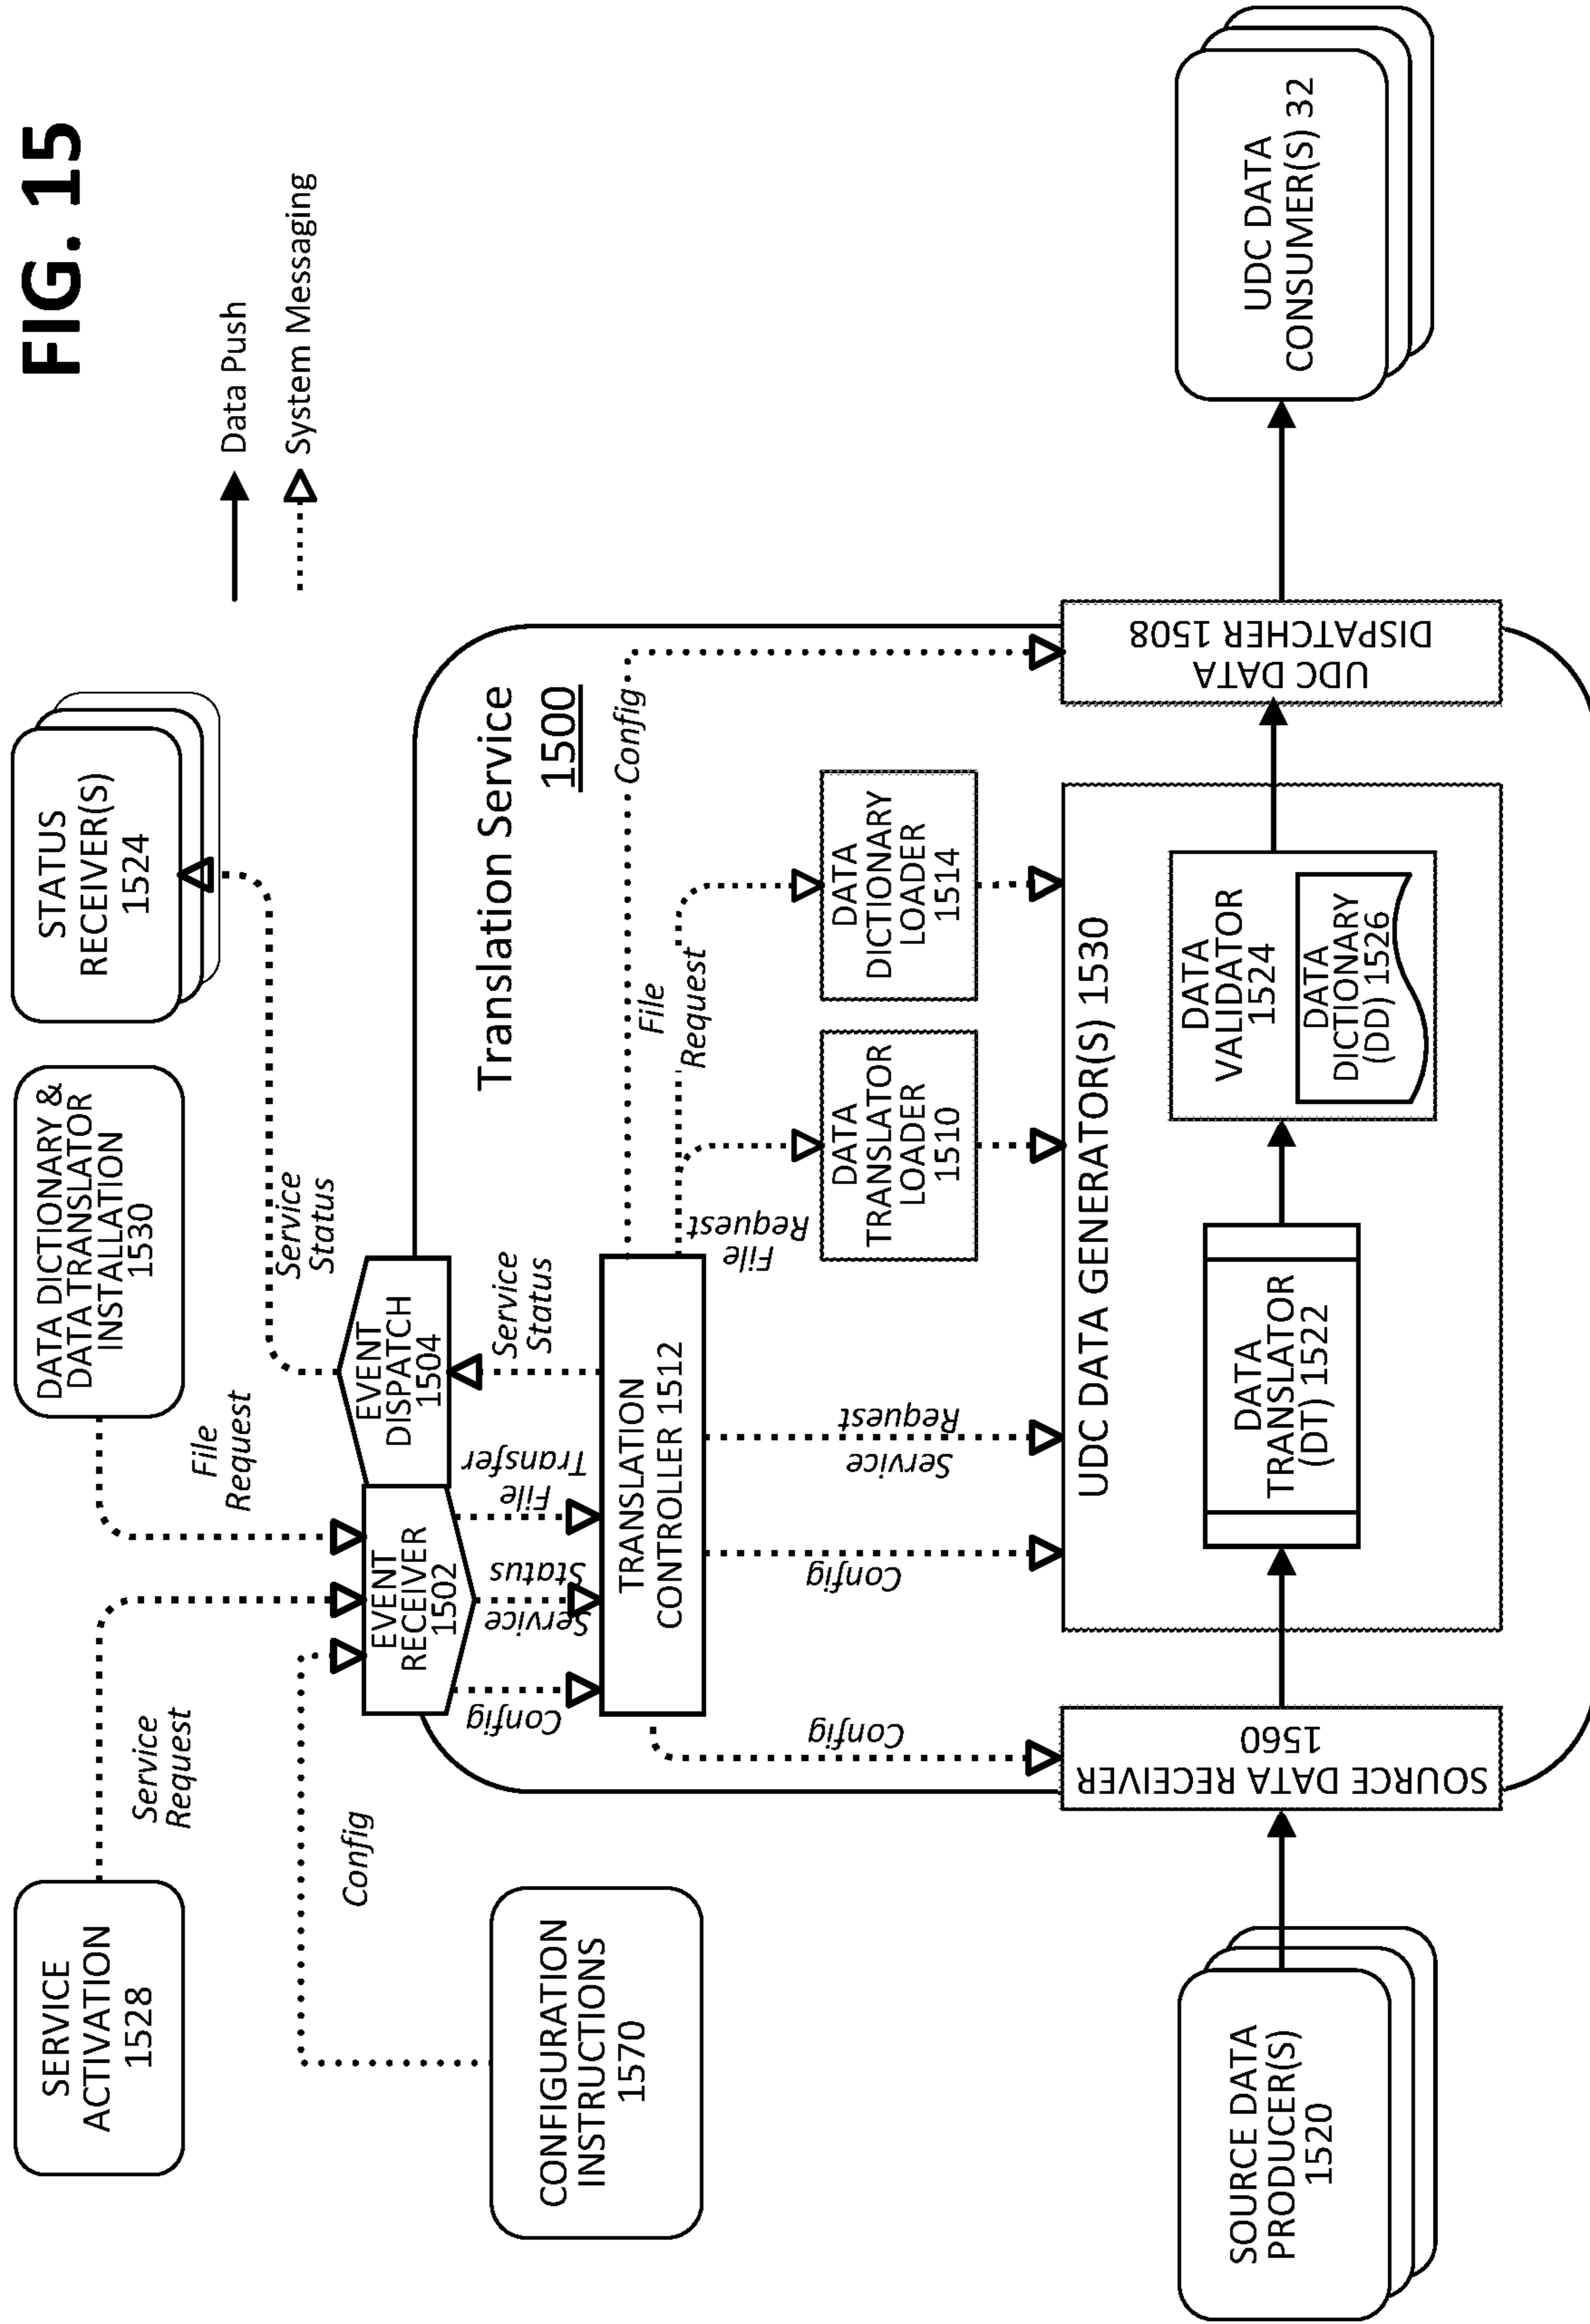 FIG. 15
Data Push
System Messaging
SERVICE
ACTIVATION
1528
Service
Request
DATA DICTIONARY &
DATA TRANSLATOR
INSTALLATION
1530
File
Request
STATUS
RECEIVER(S)
1524
Service
Status
Config
CONFIGURATION
INSTRUCTIONS
1570
EVENT
RECEIVER
1502
EVENT
DISPATCH
1504
Translation Service
1500
Config
Service
Status
File
Transfer
Service
Status
TRANSLATION
CONTROLLER 1512
Config
File
Request
File
Request
Config
Config
Service
Request
DATA
TRANSLATOR
LOADER
1510
DATA
DICTIONARY
LOADER
1514
SOURCE DATA
PRODUCER(S)
1520
SOURCE DATA RECEIVER
1560
UDC DATA GENERATOR(S) 1530
DATA
TRANSLATOR
(DT) 1522
DATA
VALIDATOR
1524
DATA
DICTIONARY
(DD) 1526
UDC DATA
DISPATCHER 1508
UDC DATA
CONSUMER(S) 32